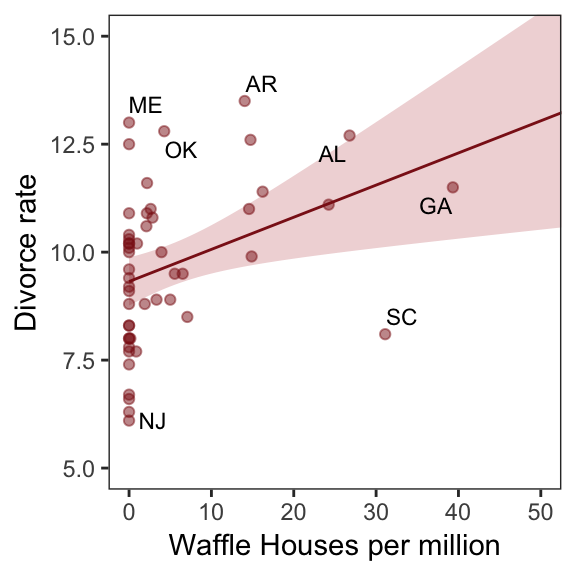 15.0
12.5
10.0
7.5
5.0
Divorce rate
ME
AR
OK
AL
GA
SC
NJ
0 10 20 30 40 50
Waffle Houses per million